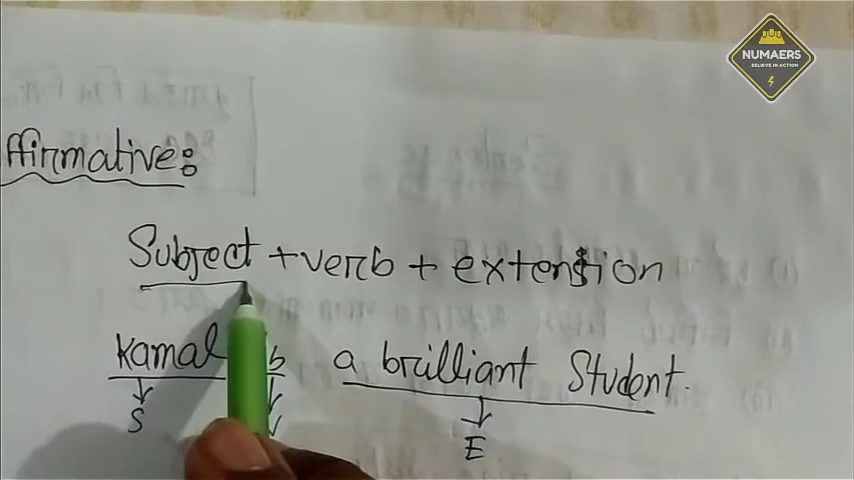 NUMAERS
BELIEVE IN ACTION
ffirmative:
Subject + verb + extension
Kamal a brilliant Student.
S V E